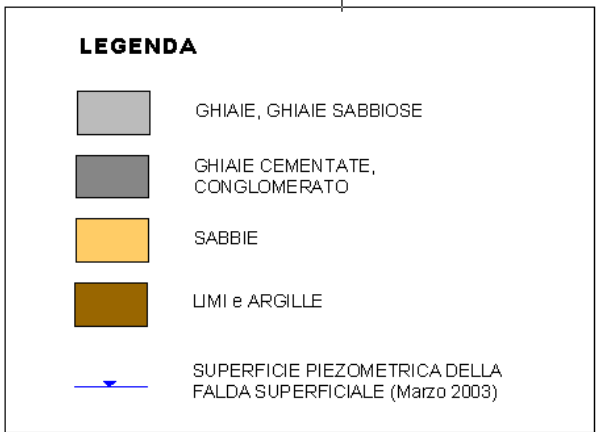 LEGENDA
GHIAIE, GHIAIE SABBIOSE
GHIAIE CEMENTATE,
CONGLOMERATO
SABBIE
LIMI e ARGILLE
SUPERFICIE PIEZOMETRICA DELLA
FALDA SUPERFICIALE (Marzo 2003)